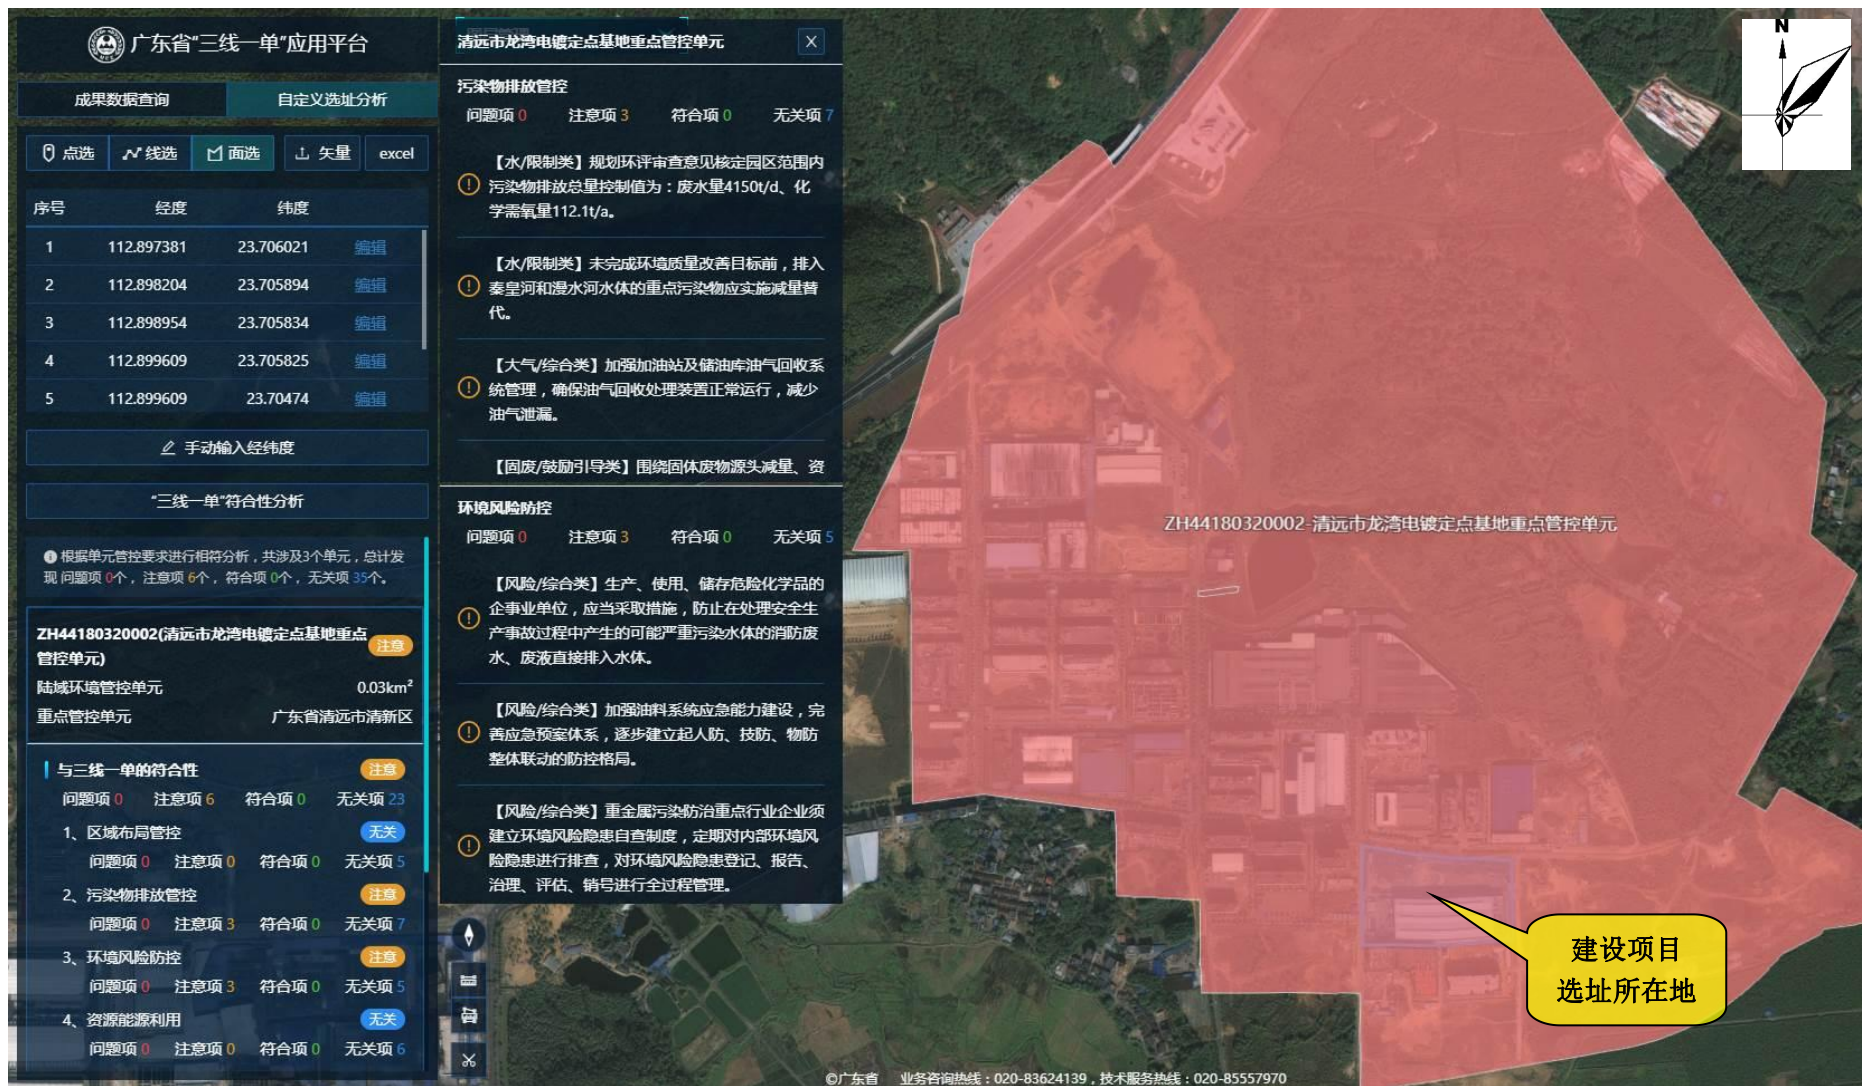 广东省“三线一单”应用平台
成果数据查询
自定义选址分析
点选
线选
面选
矢量
excel
序号 经度 纬度
1 112.897381 23.706021 编辑
2 112.898204 23.705894 编辑
3 112.898954 23.705834 编辑
4 112.899609 23.705825 编辑
5 112.899609 23.70474 编辑
手动输入经纬度
“三线一单”符合性分析
根据单元管控要求进行相符分析，共涉及3个单元，总计发
现 问题项 0个，注意项 6个，符合项 0个，无关项 35个。
ZH44180320002(清远市龙湾电镀定点基地重点
管控单元)
注意
陆域环境管控单元 0.03km²
重点管控单元 广东省清远市清新区
与三线一单的符合性 注意
问题项 0 注意项 6 符合项 0 无关项 23
1、区域布局管控 无关
问题项 0 注意项 0 符合项 0 无关项 5
2、污染物排放管控 注意
问题项 0 注意项 3 符合项 0 无关项 7
3、环境风险防控 注意
问题项 0 注意项 3 符合项 0 无关项 5
4、资源能源利用 无关
问题项 0 注意项 0 符合项 0 无关项 6
清远市龙湾电镀定点基地重点管控单元
X
污染物排放管控
问题项 0 注意项 3 符合项 0 无关项 7
【水/限制类】规划环评审查意见核定园区范围内
污染物排放总量控制值为：废水量4150t/d、化
学需氧量112.1t/a。
【水/限制类】未完成环境质量改善目标前，排入
秦皇河和漫水河水体的重点污染物应实施减量替
代。
【大气/综合类】加强加油站及储油库油气回收系
统管理，确保油气回收处理装置正常运行，减少
油气泄漏。
【固废/鼓励引导类】围绕固体废物源头减量、资
环境风险防控
问题项 0 注意项 3 符合项 0 无关项 5
【风险/综合类】生产、使用、储存危险化学品的
企事业单位，应当采取措施，防止在处理安全生
产事故过程中产生的可能严重污染水体的消防废
水、废液直接排入水体。
【风险/综合类】加强油料系统应急能力建设，完
善应急预案体系，逐步建立起人防、技防、物防
整体联动的防控格局。
【风险/综合类】重金属污染防治重点行业企业须
建立环境风险隐患自查制度，定期对内部环境风
险隐患进行排查，对环境风险隐患登记、报告、
治理、评估、销号进行全过程管理。
N
ZH44180320002-清远市龙湾电镀定点基地重点管控单元
建设项目
选址所在地
©广东省 业务咨询热线：020-83624139，技术服务热线：020-85557970